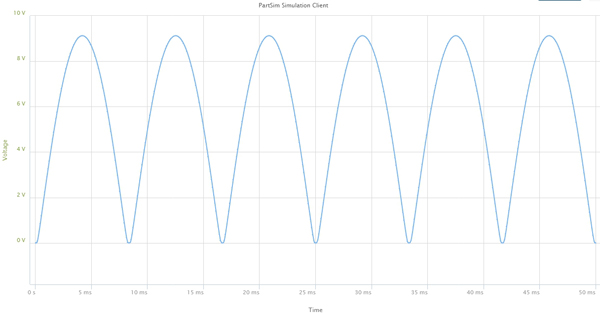 PartSim Simulation Client
10 V
8 V
6 V
4 V
2 V
0 V
Voltage
0 s 5 ms 10 ms 15 ms 20 ms 25 ms 30 ms 35 ms 40 ms 45 ms 50 ms
Time